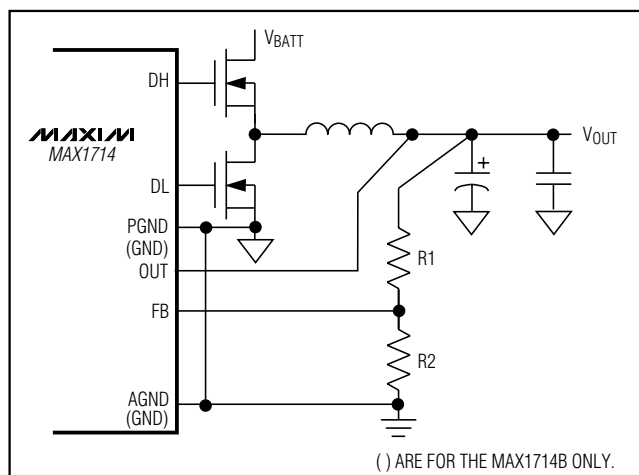 VBATT
DH
MAXIM
MAX1714
VOUT
+
DL
PGND
(GND)
OUT
R1
FB
R2
AGND
(GND)
( ) ARE FOR THE MAX1714B ONLY.